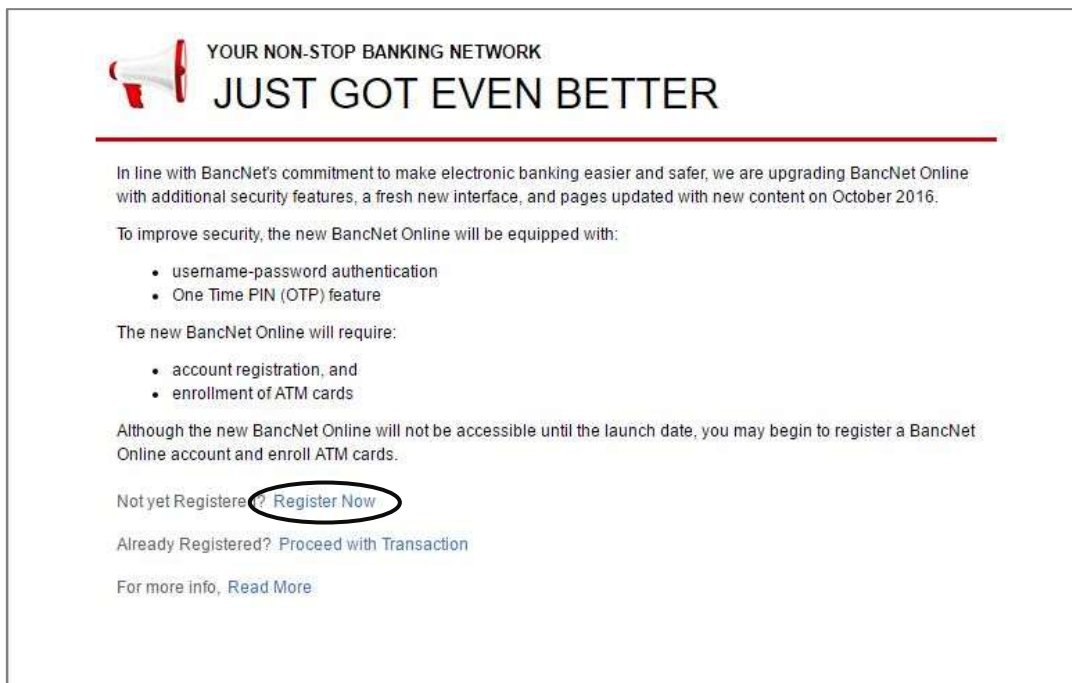 YOUR NON-STOP BANKING NETWORK
JUST GOT EVEN BETTER
In line with BancNet's commitment to make electronic banking easier and safer, we are upgrading BancNet Online
with additional security features, a fresh new interface, and pages updated with new content on October 2016.
To improve security, the new BancNet Online will be equipped with:
• username-password authentication
• One Time PIN (OTP) feature
The new BancNet Online will require:
• account registration, and
• enrollment of ATM cards
Although the new BancNet Online will not be accessible until the launch date, you may begin to register a BancNet
Online account and enroll ATM cards.
Not yet Registered? Register Now
Already Registered? Proceed with Transaction
For more info, Read More